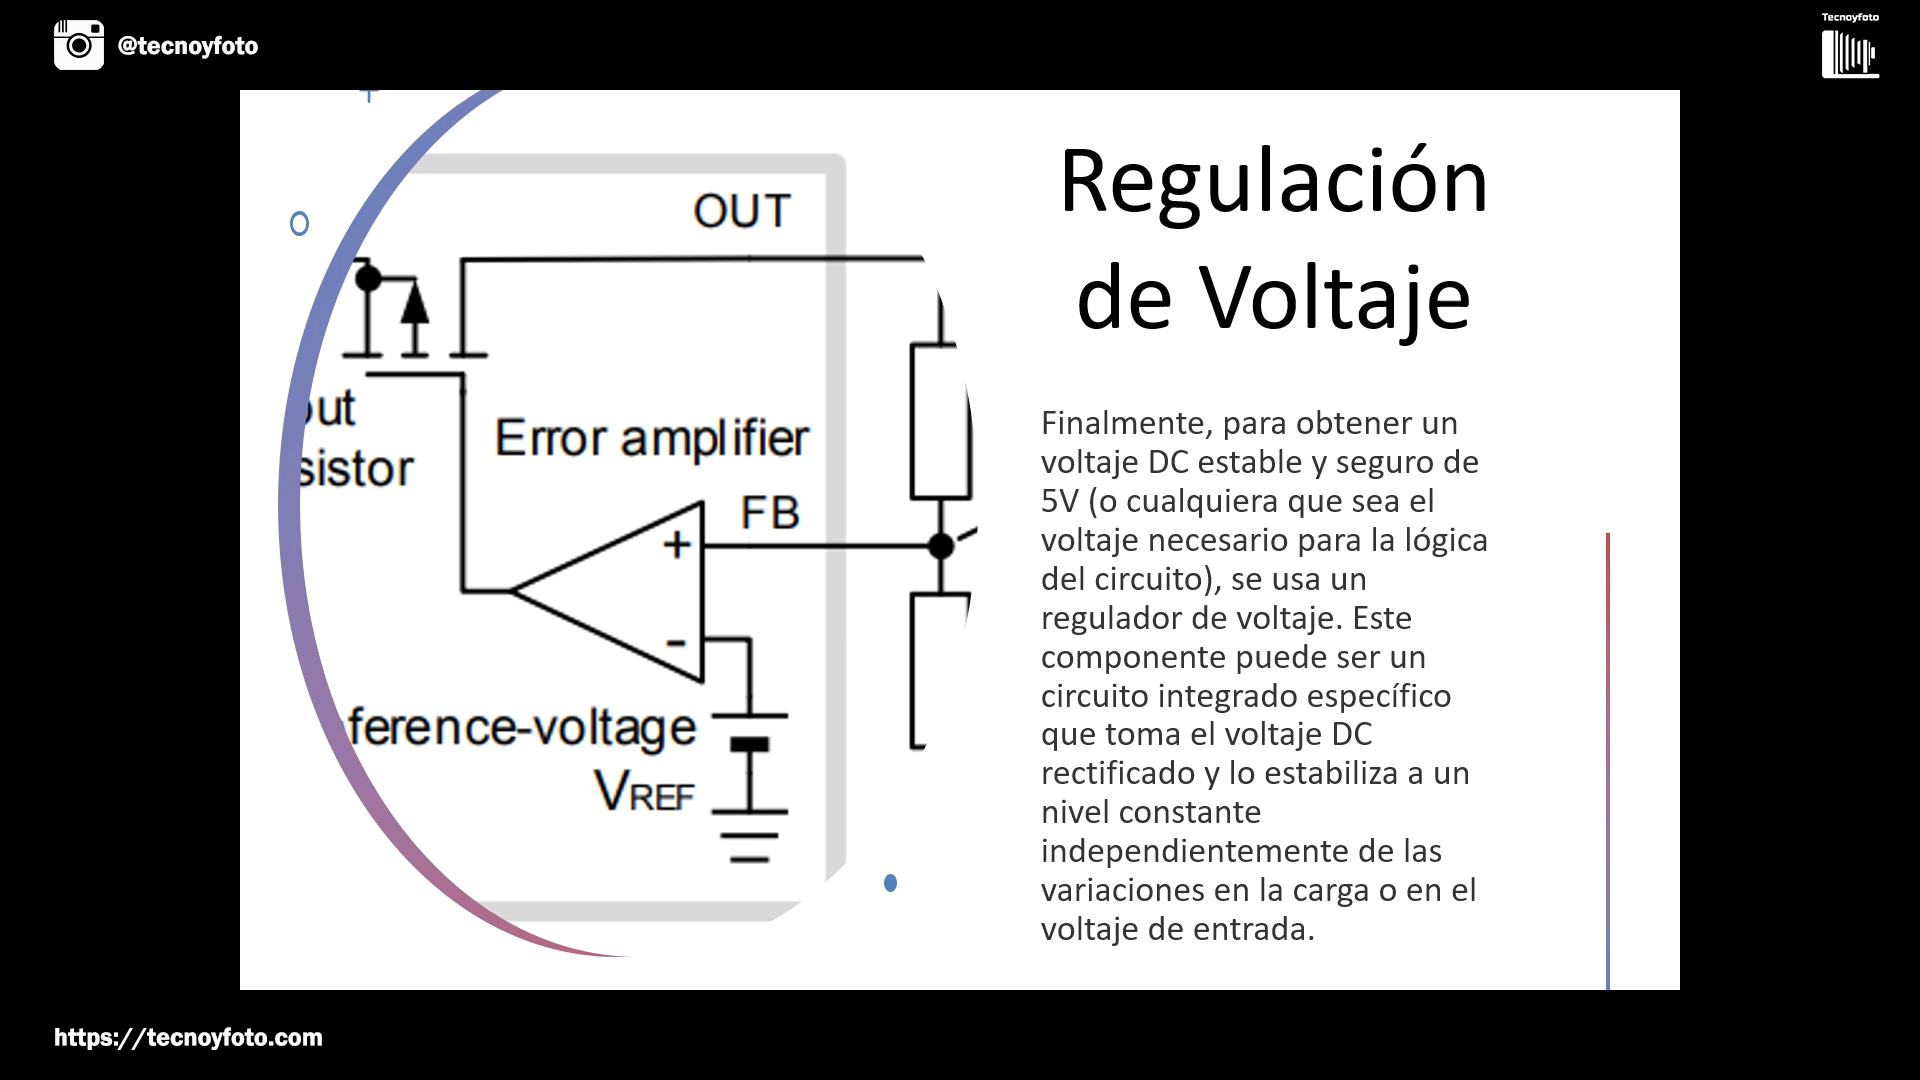 @tecnoyfoto
Tecnoyfoto
OUT
Error amplifier
FB
+
-
VREF
Regulación
de Voltaje
Finalmente, para obtener un
voltaje DC estable y seguro de
5V (o cualquiera que sea el
voltaje necesario para la lógica
del circuito), se usa un
regulador de voltaje. Este
componente puede ser un
circuito integrado específico
que toma el voltaje DC
rectificado y lo estabiliza a un
nivel constante
independientemente de las
variaciones en la carga o en el
voltaje de entrada.
https://tecnoyfoto.com